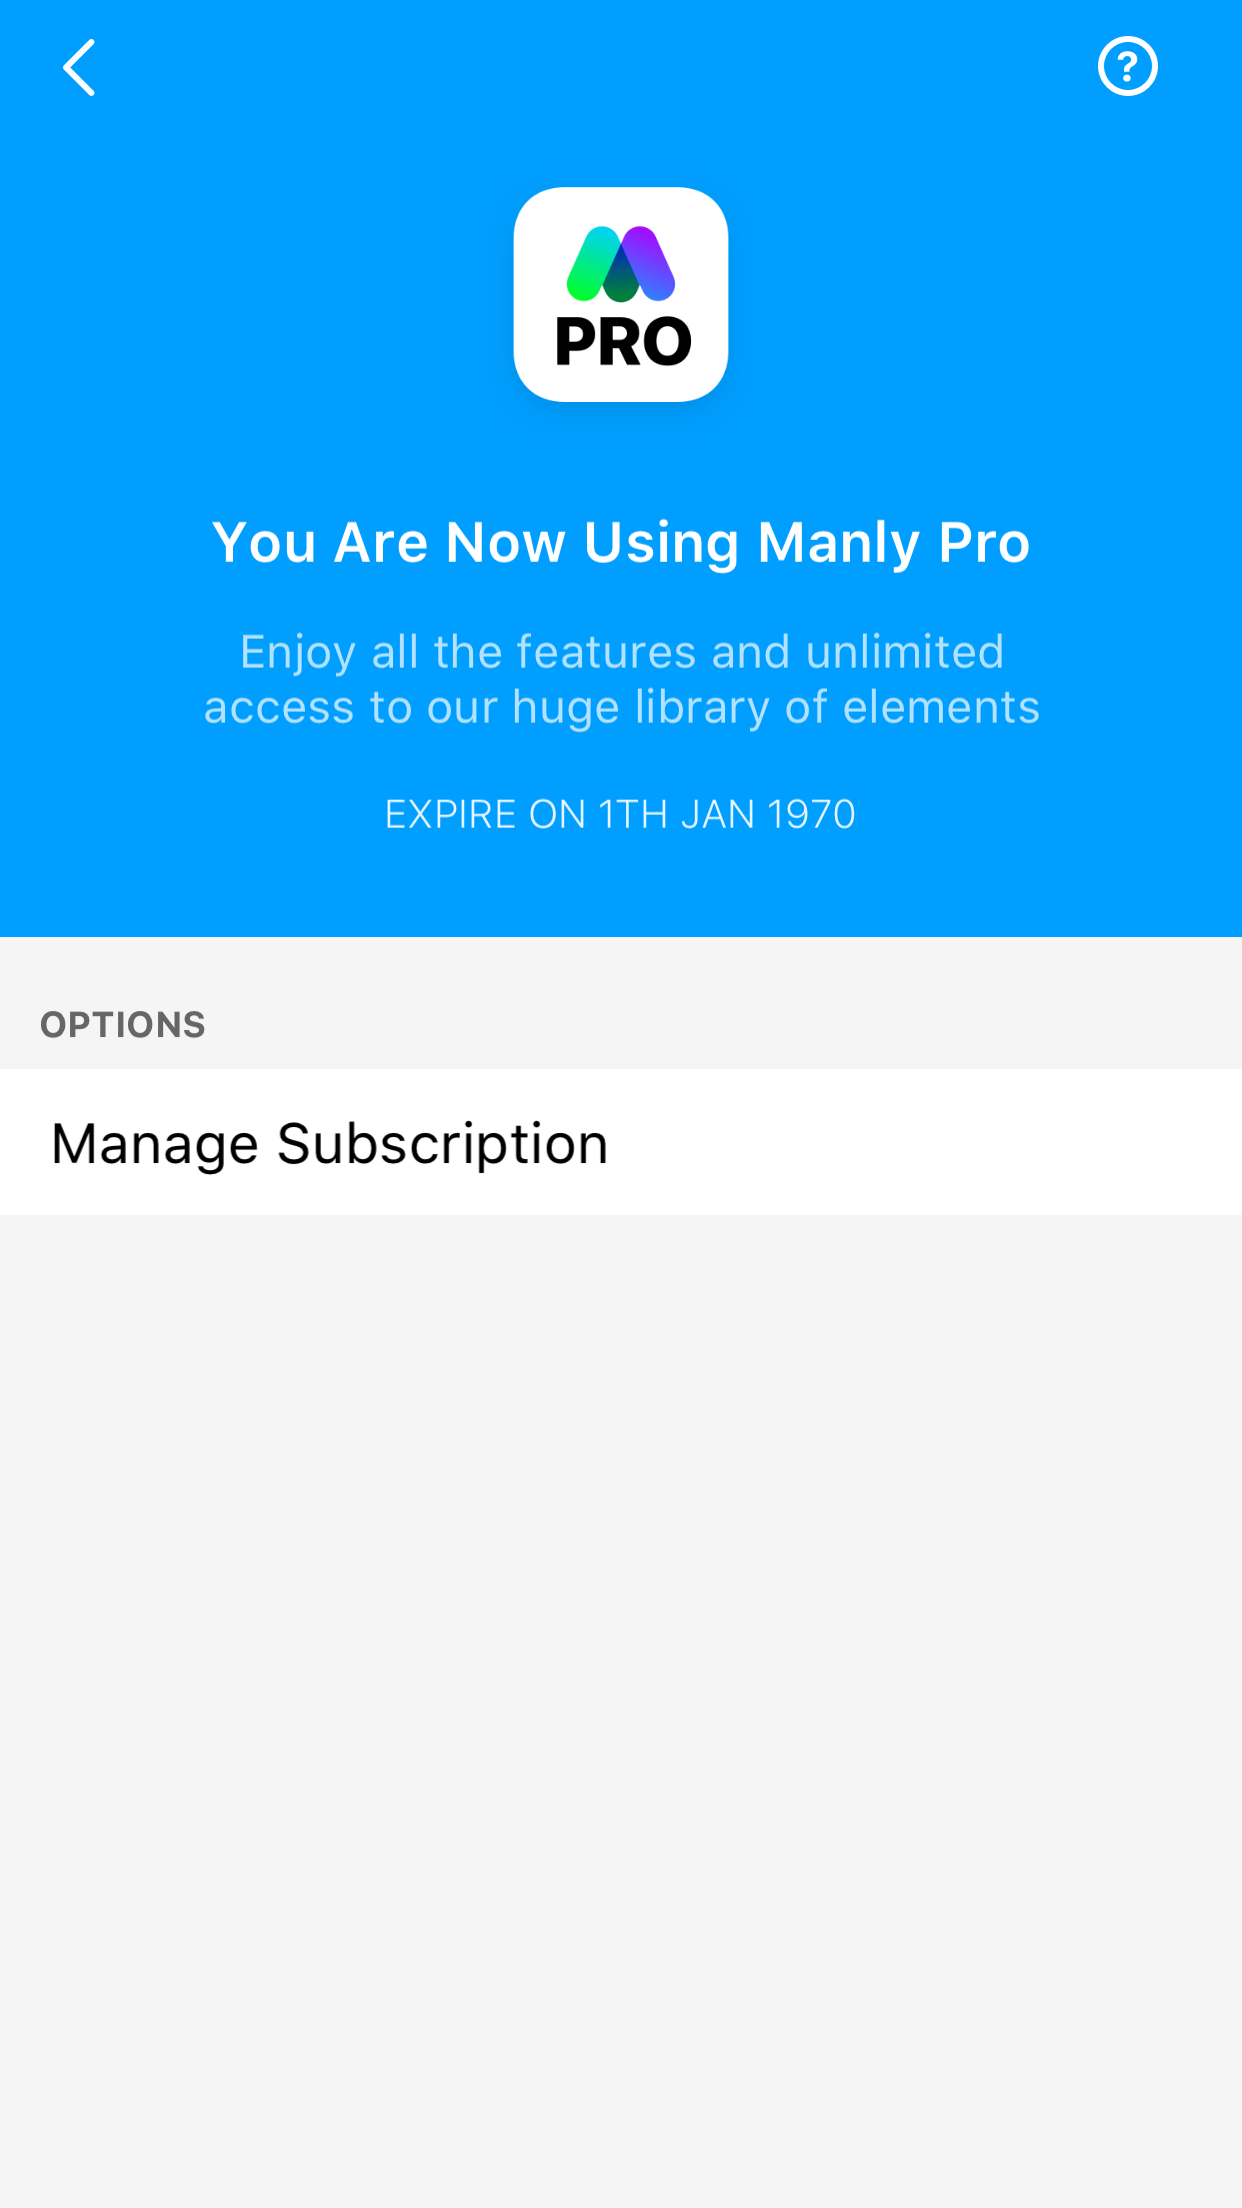 ?
PRO
You Are Now Using Manly Pro
Enjoy all the features and unlimited
access to our huge library of elements
EXPIRE ON 1TH JAN 1970
OPTIONS
Manage Subscription